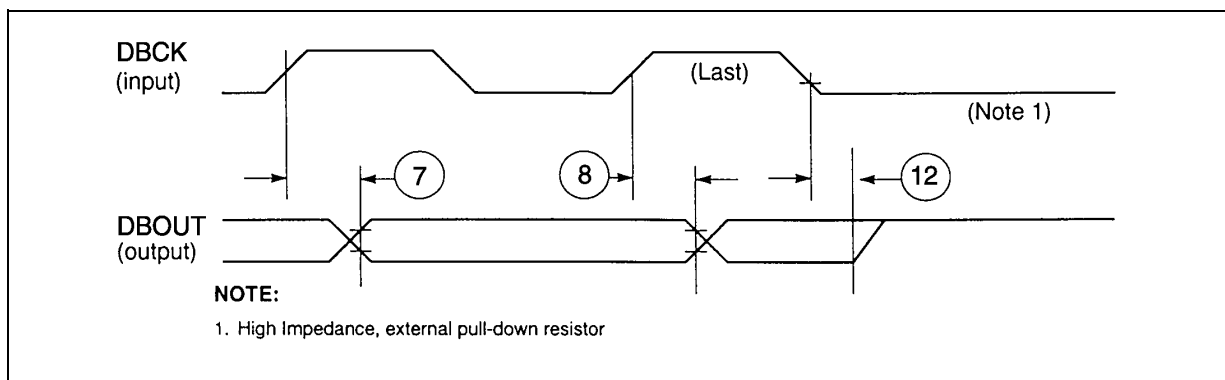 DBCK
(input)
(Last)
(Note 1)
7
8
12
DBOUT
(output)
NOTE:
1. High Impedance, external pull-down resistor